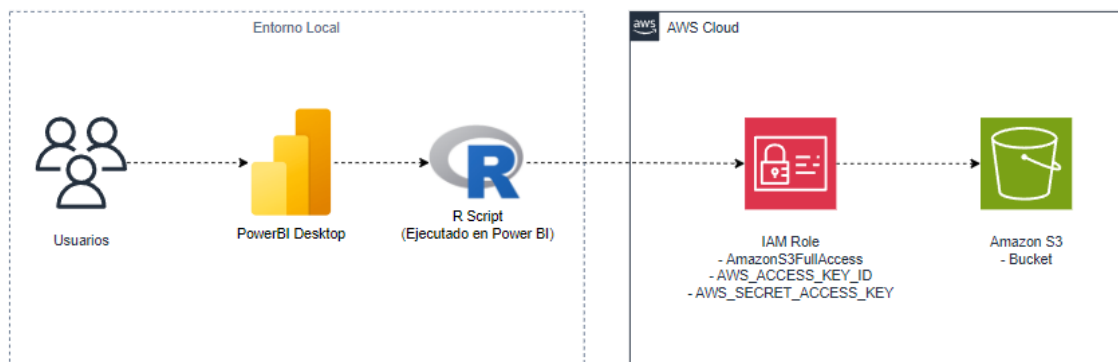 Entorno Local
aws
AWS Cloud
Usuarios
PowerBI Desktop
R
R Script
(Ejecutado en Power BI)
IAM Role
- AmazonS3FullAccess
- AWS_ACCESS_KEY_ID
- AWS_SECRET_ACCESS_KEY
Amazon S3
- Bucket